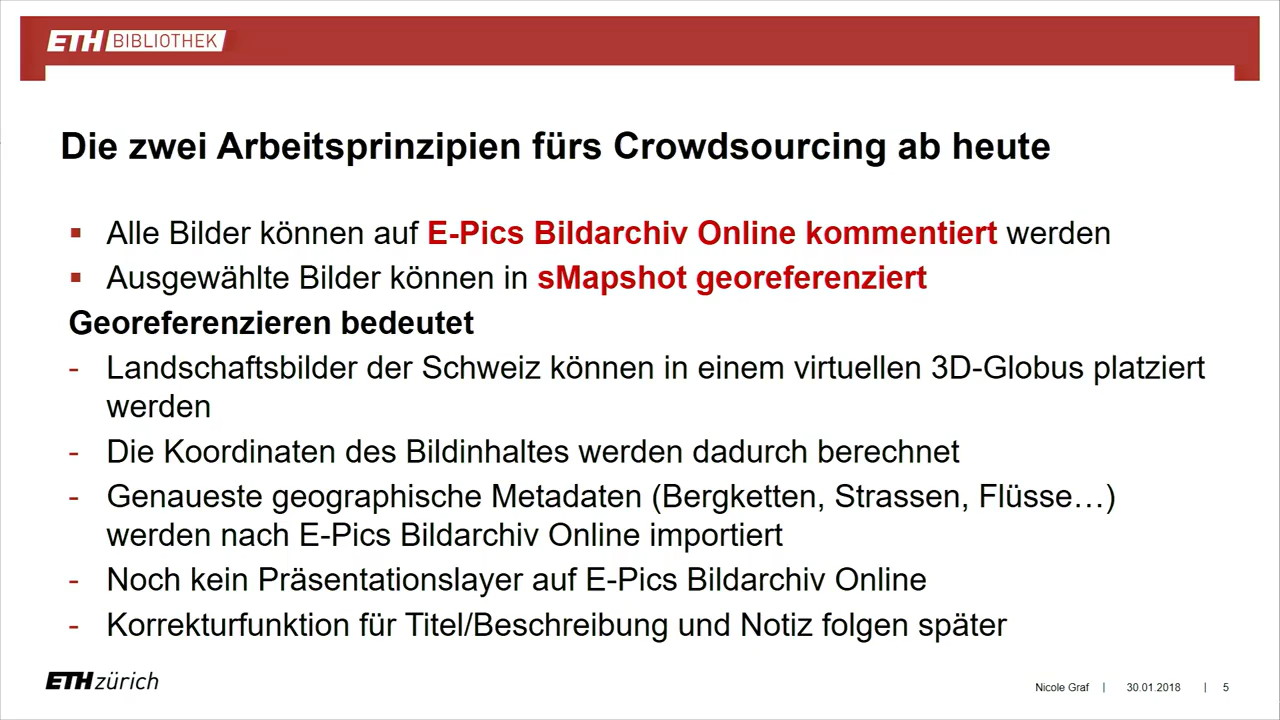 ETH BIBLIOTHEK
Die zwei Arbeitsprinzipien fürs Crowdsourcing ab heute
▪ Alle Bilder können auf E-Pics Bildarchiv Online kommentiert werden
▪ Ausgewählte Bilder können in sMapshot georeferenziert
Georeferenzieren bedeutet
- Landschaftsbilder der Schweiz können in einem virtuellen 3D-Globus platziert
werden
- Die Koordinaten des Bildinhaltes werden dadurch berechnet
- Genaueste geographische Metadaten (Bergketten, Strassen, Flüsse…)
werden nach E-Pics Bildarchiv Online importiert
- Noch kein Präsentationslayer auf E-Pics Bildarchiv Online
- Korrekturfunktion für Titel/Beschreibung und Notiz folgen später
ETH zürich
Nicole Graf | 30.01.2018 | 5